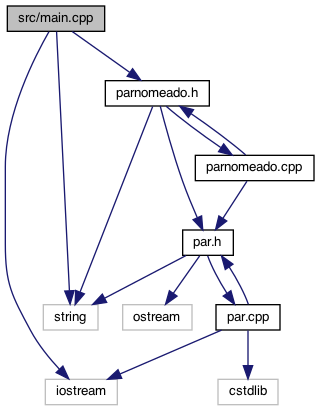 src/main.cpp
parnomeado.h
parnomeado.cpp
par.h
string
ostream
par.cpp
iostream
cstdlib